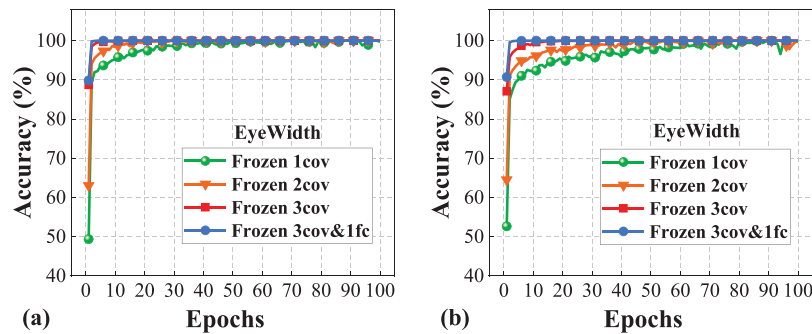 100
90
80
70
60
50
40
Accuracy (%)
EyeWidth
Frozen 1cov
Frozen 2cov
Frozen 3cov
Frozen 3cov&1fc
0 10 20 30 40 50 60 70 80 90 100
(a) Epochs
100
90
80
70
60
50
40
Accuracy (%)
EyeWidth
Frozen 1cov
Frozen 2cov
Frozen 3cov
Frozen 3cov&1fc
0 10 20 30 40 50 60 70 80 90 100
(b) Epochs